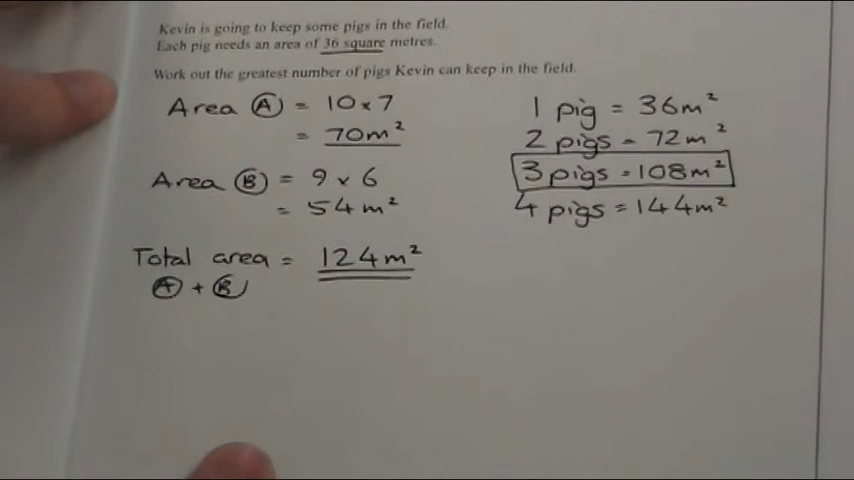 Kevin is going to keep some pigs in the field.
Each pig needs an area of 36 square metres.
Work out the greatest number of pigs Kevin can keep in the field.
Area A = 10 x 7
= 70m²
Area B = 9 x 6
= 54m²
Total area = 124m²
A + B
1 pig = 36m²
2 pigs = 72m²
3 pigs = 108m²
4 pigs = 144m²